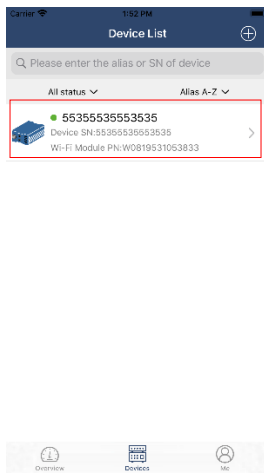 Carrier 1:52 PM
Device List
Please enter the alias or SN of device
All status Alias A-Z
55355535553535
Device SN:55355535553535
Wi-Fi Module PN:W0819531053833
Overview Devices Me